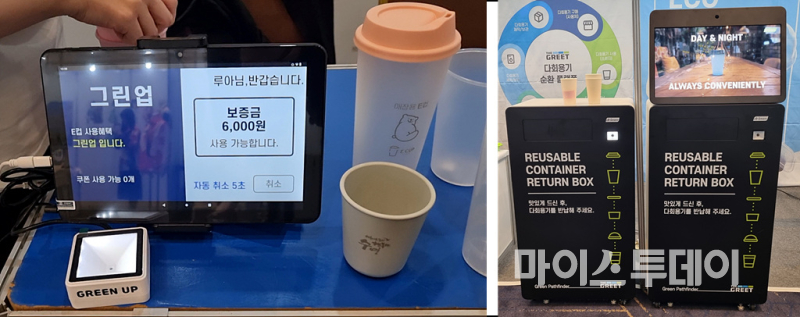 그린업
E컵 사용혜택
그린업 입니다.
쿠폰 사용 가능 0개
루아님,반갑습니다.
보증금
6,000원
사용 가능합니다.
자동 취소 5초
취소
GREEN UP
GREET
다회용기
REUSABLE
CONTAINER
RETURN BOX
맛있게 드신 후,
다회용기를 반납해 주세요.
Green Pathfinder
GREET
ECO
DAY & NIGHT
ALWAYS CONVENIENTLY
REUSABLE
CONTAINER
RETURN BOX
맛있게 드신 후,
다회용기를 반납해 주세요.
Green Pathfinder
GREET
마이스투데이